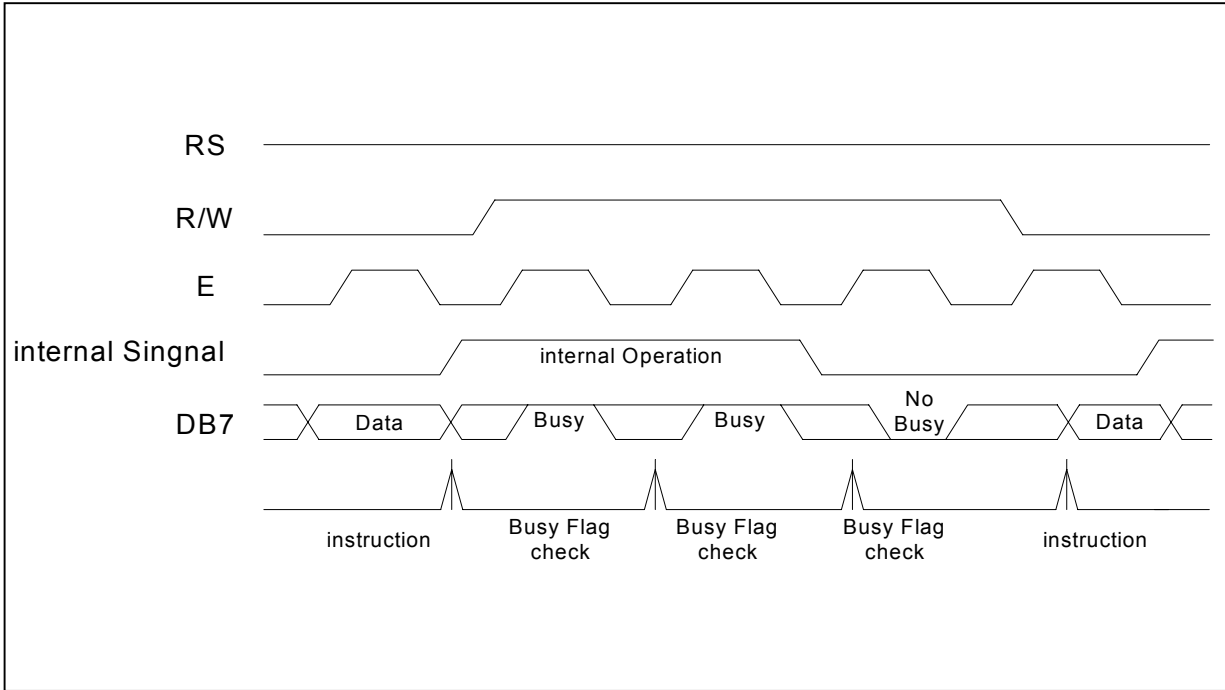 RS
R/W
E
internal Singnal
internal Operation
DB7
Data
Busy
Busy
No
Busy
Data
instruction
Busy Flag
check
Busy Flag
check
Busy Flag
check
instruction